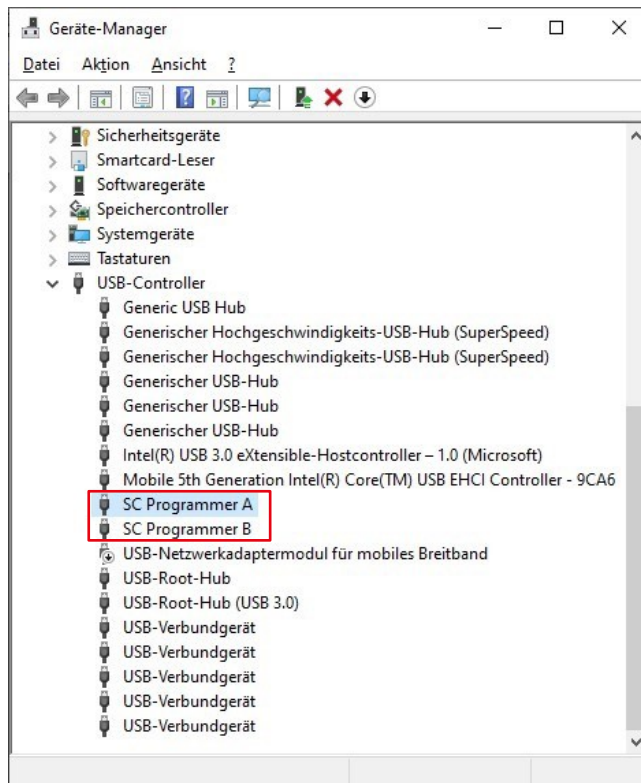 Geräte-Manager
Datei Aktion Ansicht ?
Sicherheitsgeräte
Smartcard-Leser
Softwaregeräte
Speichercontroller
Systemgeräte
Tastaturen
USB-Controller
Generic USB Hub
Generischer Hochgeschwindigkeits-USB-Hub (SuperSpeed)
Generischer Hochgeschwindigkeits-USB-Hub (SuperSpeed)
Generischer USB-Hub
Generischer USB-Hub
Generischer USB-Hub
Intel(R) USB 3.0 eXtensible-Hostcontroller – 1.0 (Microsoft)
Mobile 5th Generation Intel(R) Core(TM) USB EHCI Controller - 9CA6
SC Programmer A
SC Programmer B
USB-Netzwerkadaptermodul für mobiles Breitband
USB-Root-Hub
USB-Root-Hub (USB 3.0)
USB-Verbundgerät
USB-Verbundgerät
USB-Verbundgerät
USB-Verbundgerät
USB-Verbundgerät